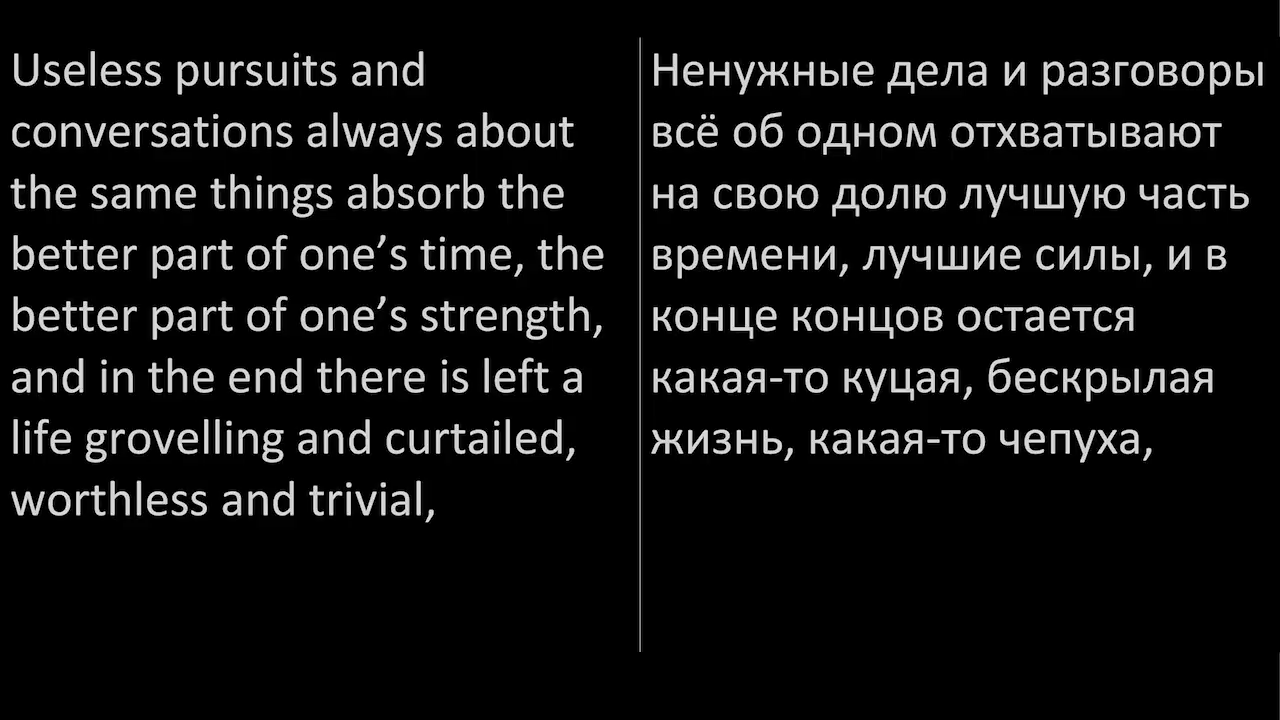 Useless pursuits and
conversations always about
the same things absorb the
better part of one’s time, the
better part of one’s strength,
and in the end there is left a
life grovelling and curtailed,
worthless and trivial,
Ненужные дела и разговоры
всё об одном отхватывают
на свою долю лучшую часть
времени, лучшие силы, и в
конце концов остается
какая-то куцая, бескрылая
жизнь, какая-то чепуха,